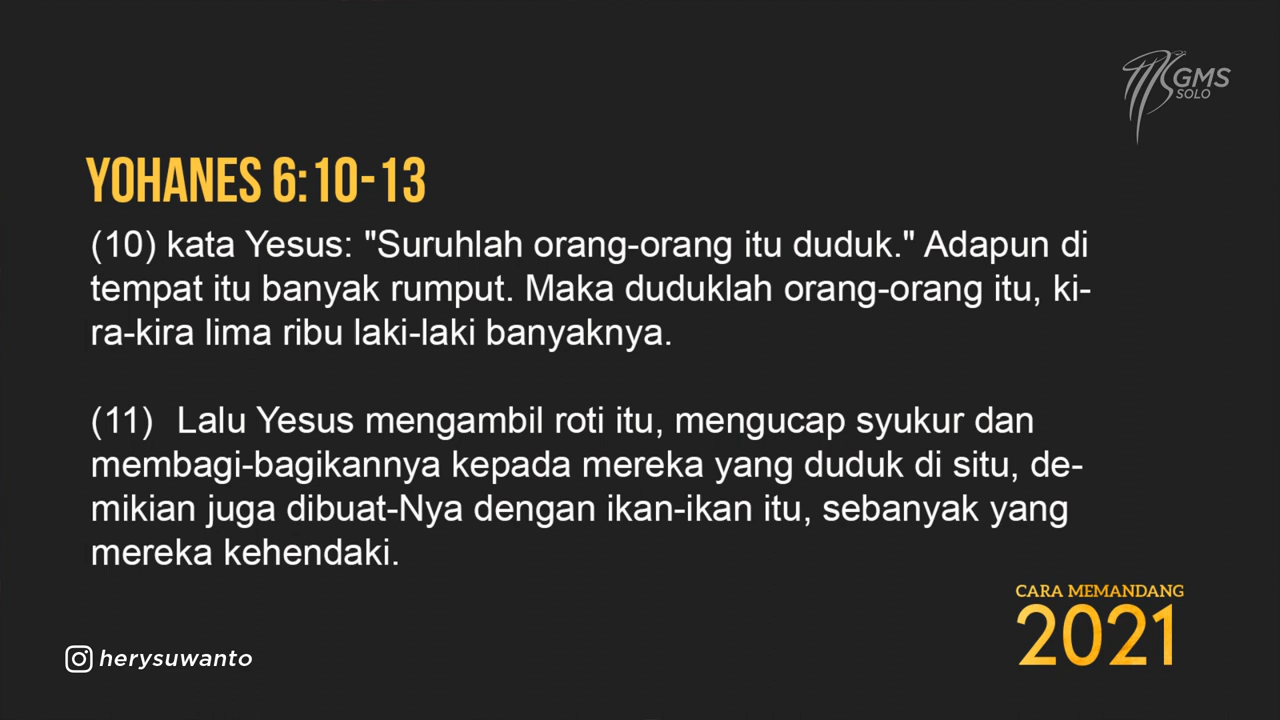 GMS
SOLO
YOHANES 6:10-13
(10) kata Yesus: "Suruhlah orang-orang itu duduk." Adapun di
tempat itu banyak rumput. Maka duduklah orang-orang itu, ki-
ra-kira lima ribu laki-laki banyaknya.
(11) Lalu Yesus mengambil roti itu, mengucap syukur dan
membagi-bagikannya kepada mereka yang duduk di situ, de-
mikian juga dibuat-Nya dengan ikan-ikan itu, sebanyak yang
mereka kehendaki.
CARA MEMANDANG
2021
herysuwanto